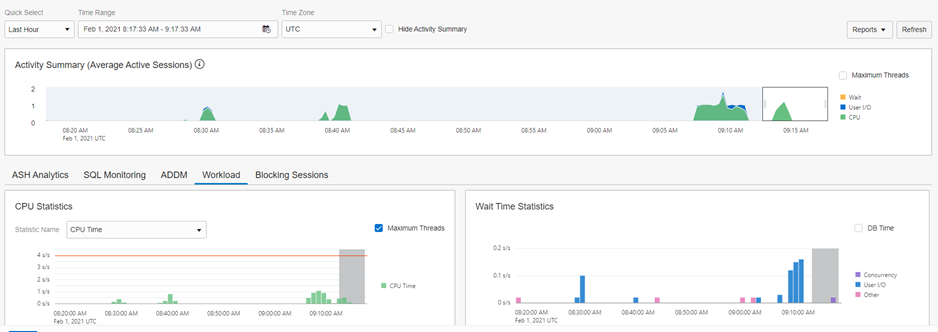 Quick Select
Time Range
Time Zone
Last Hour
Feb 1, 2021 8:17:33 AM - 9:17:33 AM
UTC
Hide Activity Summary
Reports
Refresh
Activity Summary (Average Active Sessions)
Maximum Threads
2
1
0
Wait
User I/O
CPU
08:20 AM 08:25 AM 08:30 AM 08:35 AM 08:40 AM 08:45 AM 08:50 AM 08:55 AM 09:00 AM 09:05 AM 09:10 AM 09:15 AM
Feb 1, 2021 UTC
ASH Analytics SQL Monitoring ADDM Workload Blocking Sessions
CPU Statistics
Statistic Name
CPU Time
Maximum Threads
4 s/s
3 s/s
2 s/s
1 s/s
0 s/s
CPU Time
08:20:00 AM 08:30:00 AM 08:40:00 AM 08:50:00 AM 09:00:00 AM 09:10:00 AM
Feb 1, 2021 UTC
Wait Time Statistics
DB Time
0.2 s/s
0.1 s/s
0 s/s
Concurrency
User I/O
Other
08:20:00 AM 08:30:00 AM 08:40:00 AM 08:50:00 AM 09:00:00 AM 09:10:00 AM
Feb 1, 2021 UTC